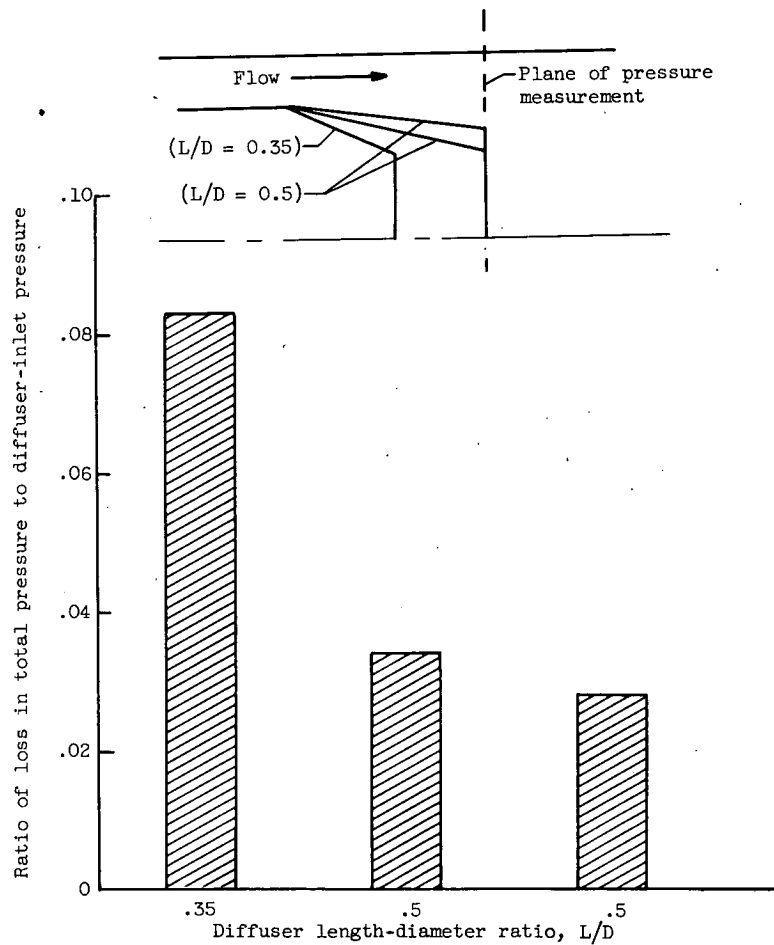 Flow
Plane of pressure
measurement
(L/D = 0.35)
(L/D = 0.5)
.10
.08
.06
.04
.02
0
Ratio of loss in total pressure to diffuser-inlet pressure
.35
.5
.5
Diffuser length-diameter ratio, L/D